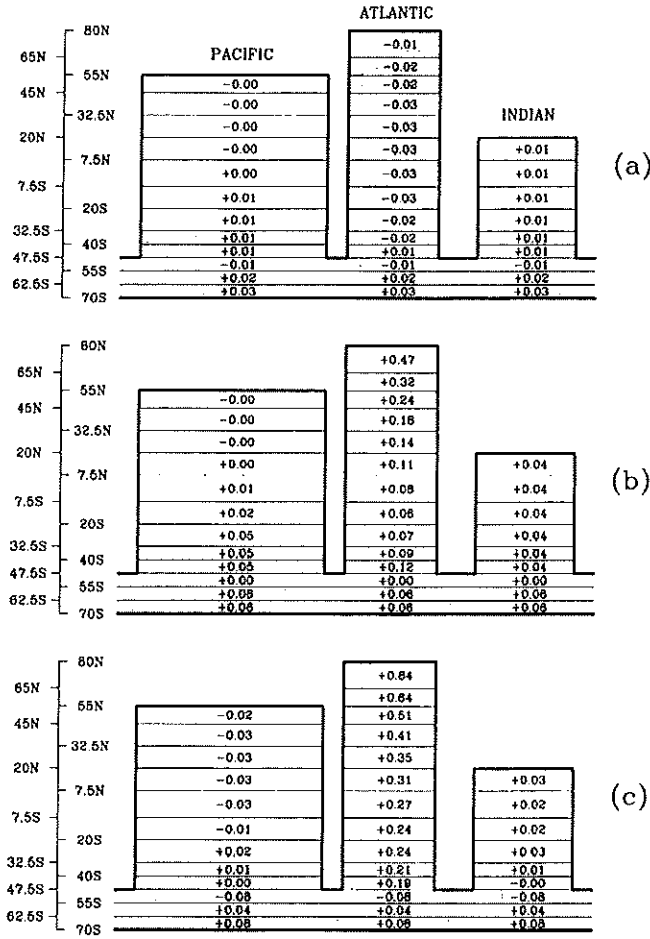 ATLANTIC
PACIFIC
INDIAN
80N
65N
55N
45N
32.5N
20N
7.5N
7.5S
20S
32.5S
40S
47.5S
55S
62.5S
70S
-0.00
-0.00
-0.00
-0.00
+0.00
+0.01
+0.01
+0.01
+0.01
-0.01
+0.02
+0.03
-0.01
-0.02
-0.02
-0.03
-0.03
-0.03
-0.03
-0.03
-0.02
-0.02
+0.01
-0.01
+0.02
+0.03
+0.01
+0.01
+0.01
+0.01
+0.01
+0.01
-0.01
+0.02
+0.03
(a)
80N
65N
55N
45N
32.5N
20N
7.5N
7.5S
20S
32.5S
40S
47.5S
55S
62.5S
70S
-0.00
-0.00
-0.00
+0.00
+0.01
+0.02
+0.05
+0.05
+0.05
+0.00
+0.06
+0.06
+0.47
+0.32
+0.24
+0.18
+0.14
+0.11
+0.08
+0.06
+0.07
+0.09
+0.12
+0.00
+0.06
+0.06
+0.04
+0.04
+0.04
+0.04
+0.04
+0.04
+0.00
+0.06
+0.06
(b)
80N
65N
55N
45N
32.5N
20N
7.5N
7.5S
20S
32.5S
40S
47.5S
55S
62.5S
70S
-0.02
-0.03
-0.03
-0.03
-0.03
-0.01
+0.02
+0.01
+0.00
-0.08
+0.04
+0.08
+0.64
+0.51
+0.41
+0.35
+0.31
+0.27
+0.24
+0.24
+0.21
+0.19
-0.08
+0.04
+0.08
+0.03
+0.02
+0.02
+0.03
+0.01
-0.00
-0.08
+0.04
+0.08
(c)